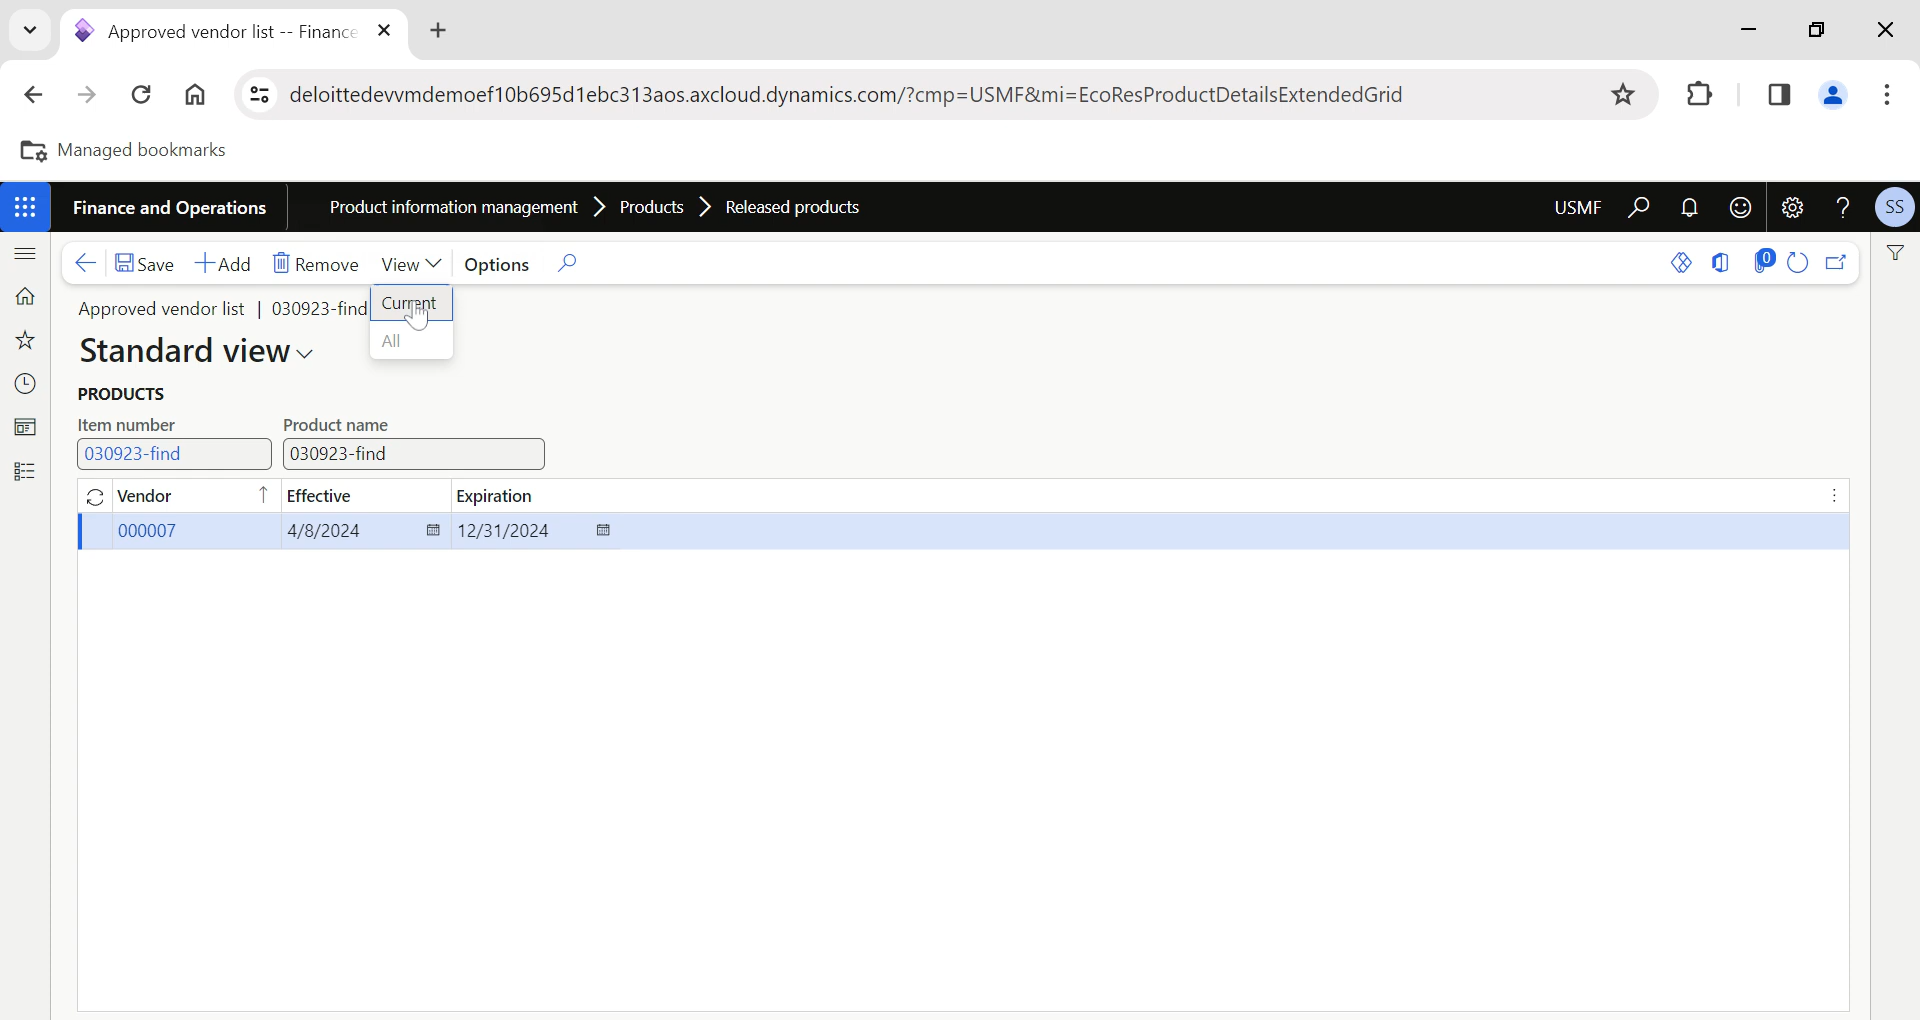 Approved vendor list -- Finance
deloittedevvmdemoef10b695d1ebc313aos.axcloud.dynamics.com/?cmp=USMF&mi=EcoResProductDetailsExtendedGrid
Managed bookmarks
Finance and Operations Product information management Products Released products USMF ? SS
Save Add Remove View Options 0
Approved vendor list | 030923-find
Current
All
Standard view
PRODUCTS
Item number Product name
030923-find 030923-find
Vendor Effective Expiration
000007 4/8/2024 12/31/2024